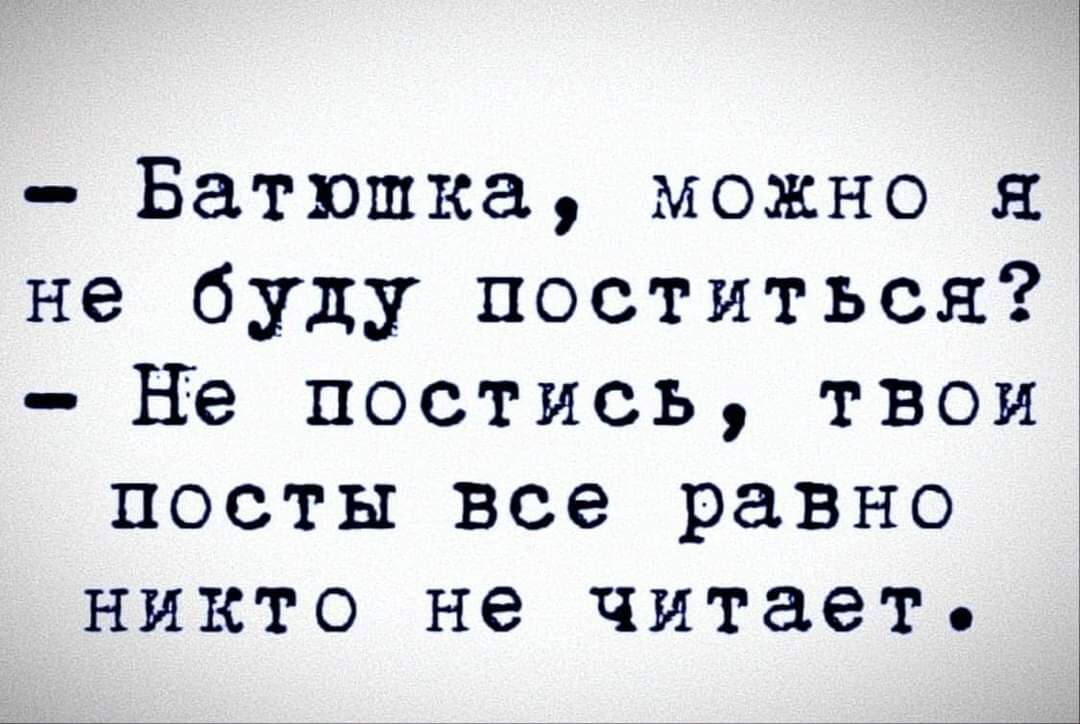 - Батюшка, можно я
не буду поститься?
- Не постись, твои
посты все равно
никто не читает.